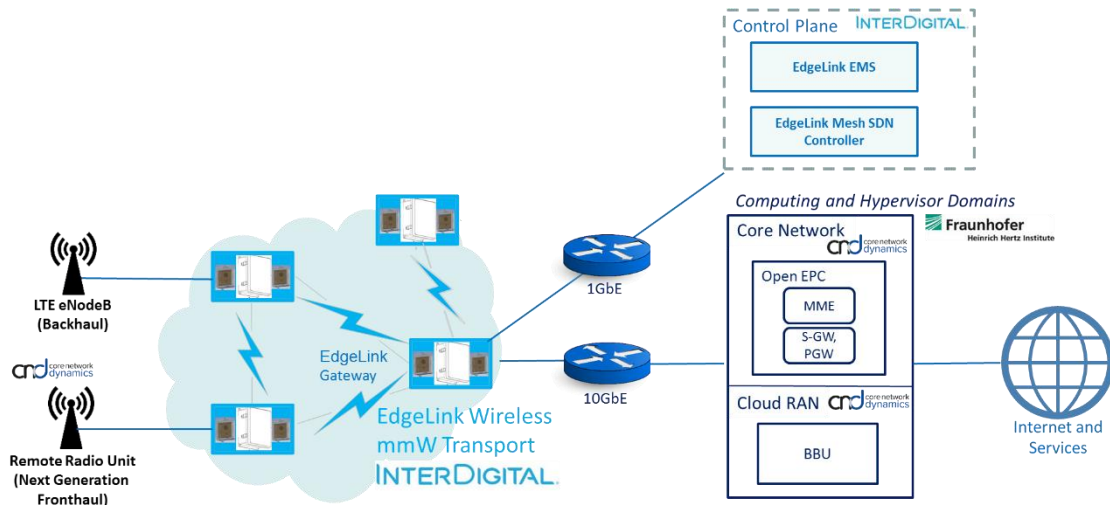 Control Plane
INTERDIGITAL.
EdgeLink EMS
EdgeLink Mesh SDN
Controller
Computing and Hypervisor Domains
Core Network
core network
dynamics
Fraunhofer
Heinrich Hertz Institute
Open EPC
MME
S-GW,
PGW
Cloud RAN
core network
dynamics
BBU
Internet and
Services
1GbE
10GbE
LTE eNodeB
(Backhaul)
core network
dynamics
Remote Radio Unit
(Next Generation
Fronthaul)
EdgeLink
Gateway
EdgeLink Wireless
mmW Transport
INTERDIGITAL.